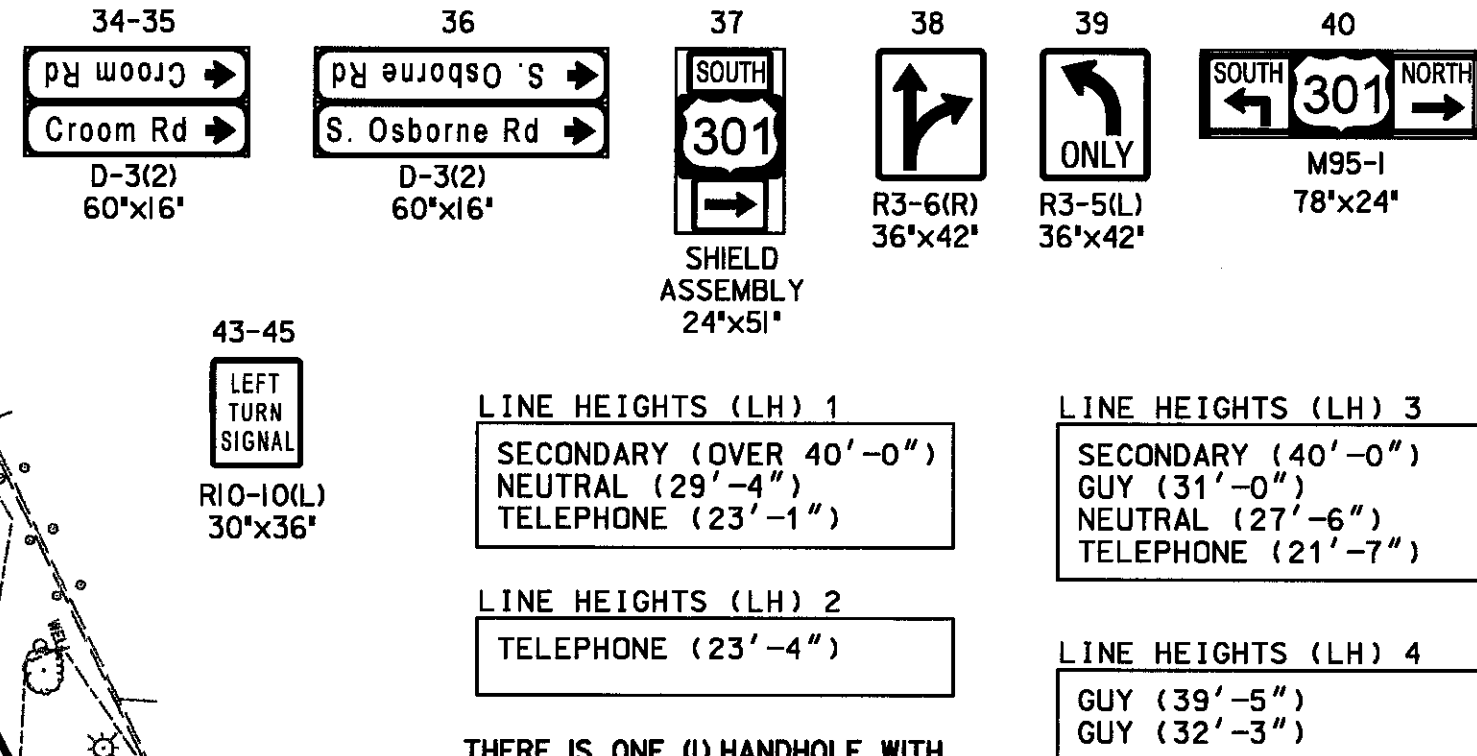 34-35
Croom Rd
Croom Rd
D-3(2)
60"x16"
36
S. Osborne Rd
S. Osborne Rd
D-3(2)
60"x16"
37
SOUTH
301
SHIELD
ASSEMBLY
24"x51"
38
R3-6(R)
36"x42"
39
ONLY
R3-5(L)
36"x42"
40
SOUTH 301 NORTH
M95-1
78"x24"
43-45
LEFT
TURN
SIGNAL
R10-10(L)
30"x36"
LINE HEIGHTS (LH) 1
SECONDARY (OVER 40'-0")
NEUTRAL (29'-4")
TELEPHONE (23'-1")
LINE HEIGHTS (LH) 2
TELEPHONE (23'-4")
LINE HEIGHTS (LH) 3
SECONDARY (40'-0")
GUY (31'-0")
NEUTRAL (27'-6")
TELEPHONE (21'-7")
LINE HEIGHTS (LH) 4
GUY (39'-5")
GUY (32'-3")
WELL
THERE IS ONE (1) HANDHOLE WITH